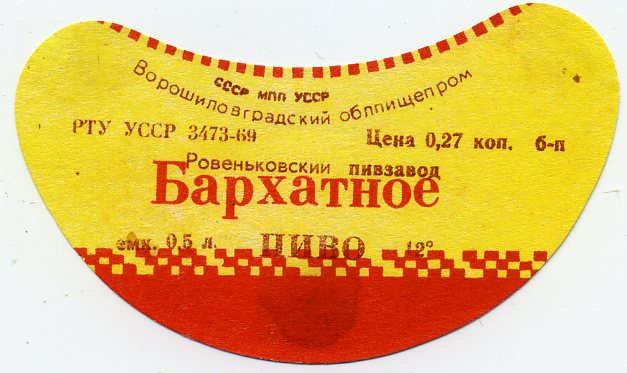 СССР МПП УССР
Ворошиловградский облпищепром
РТУ УССР 3473-69 Цена 0,27 коп. б-п
Ровеньковский пивзавод
Бархатное
емк. 0,5 л. ПИВО 12°